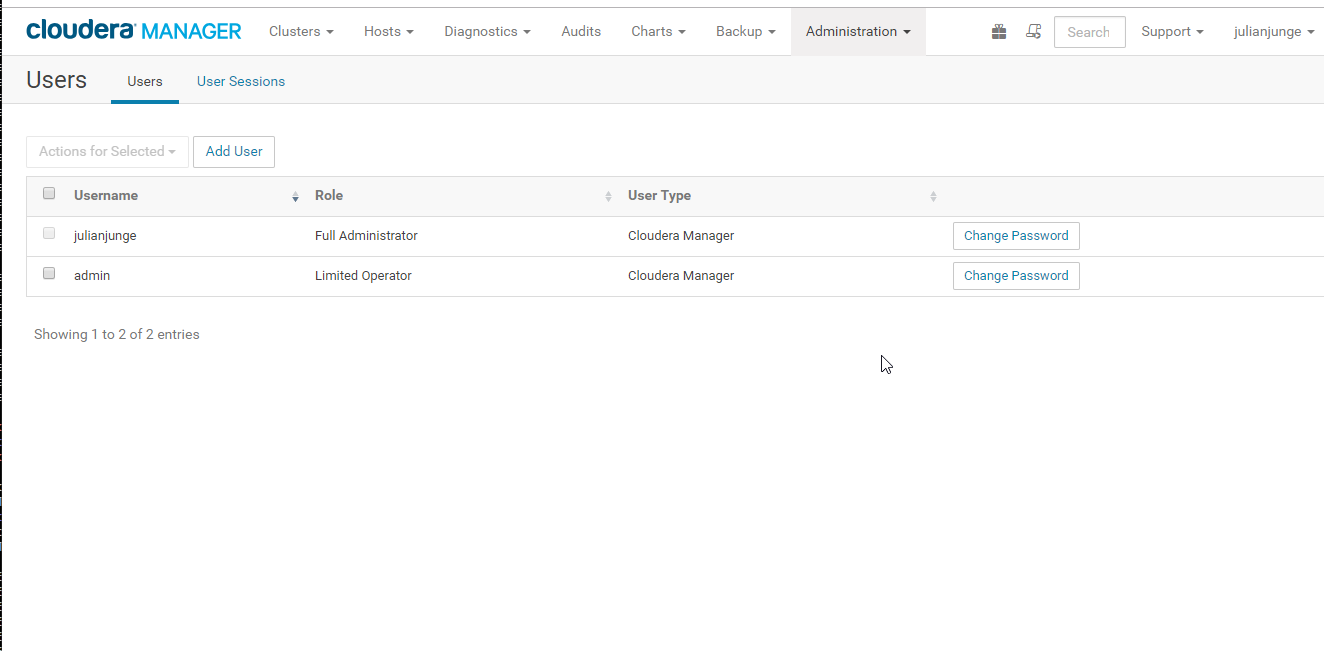 cloudera MANAGER Clusters Hosts Diagnostics Audits Charts Backup Administration Search Support julianjunge
Users Users User Sessions
Actions for Selected Add User
Username Role User Type
julianjunge Full Administrator Cloudera Manager Change Password
admin Limited Operator Cloudera Manager Change Password
Showing 1 to 2 of 2 entries